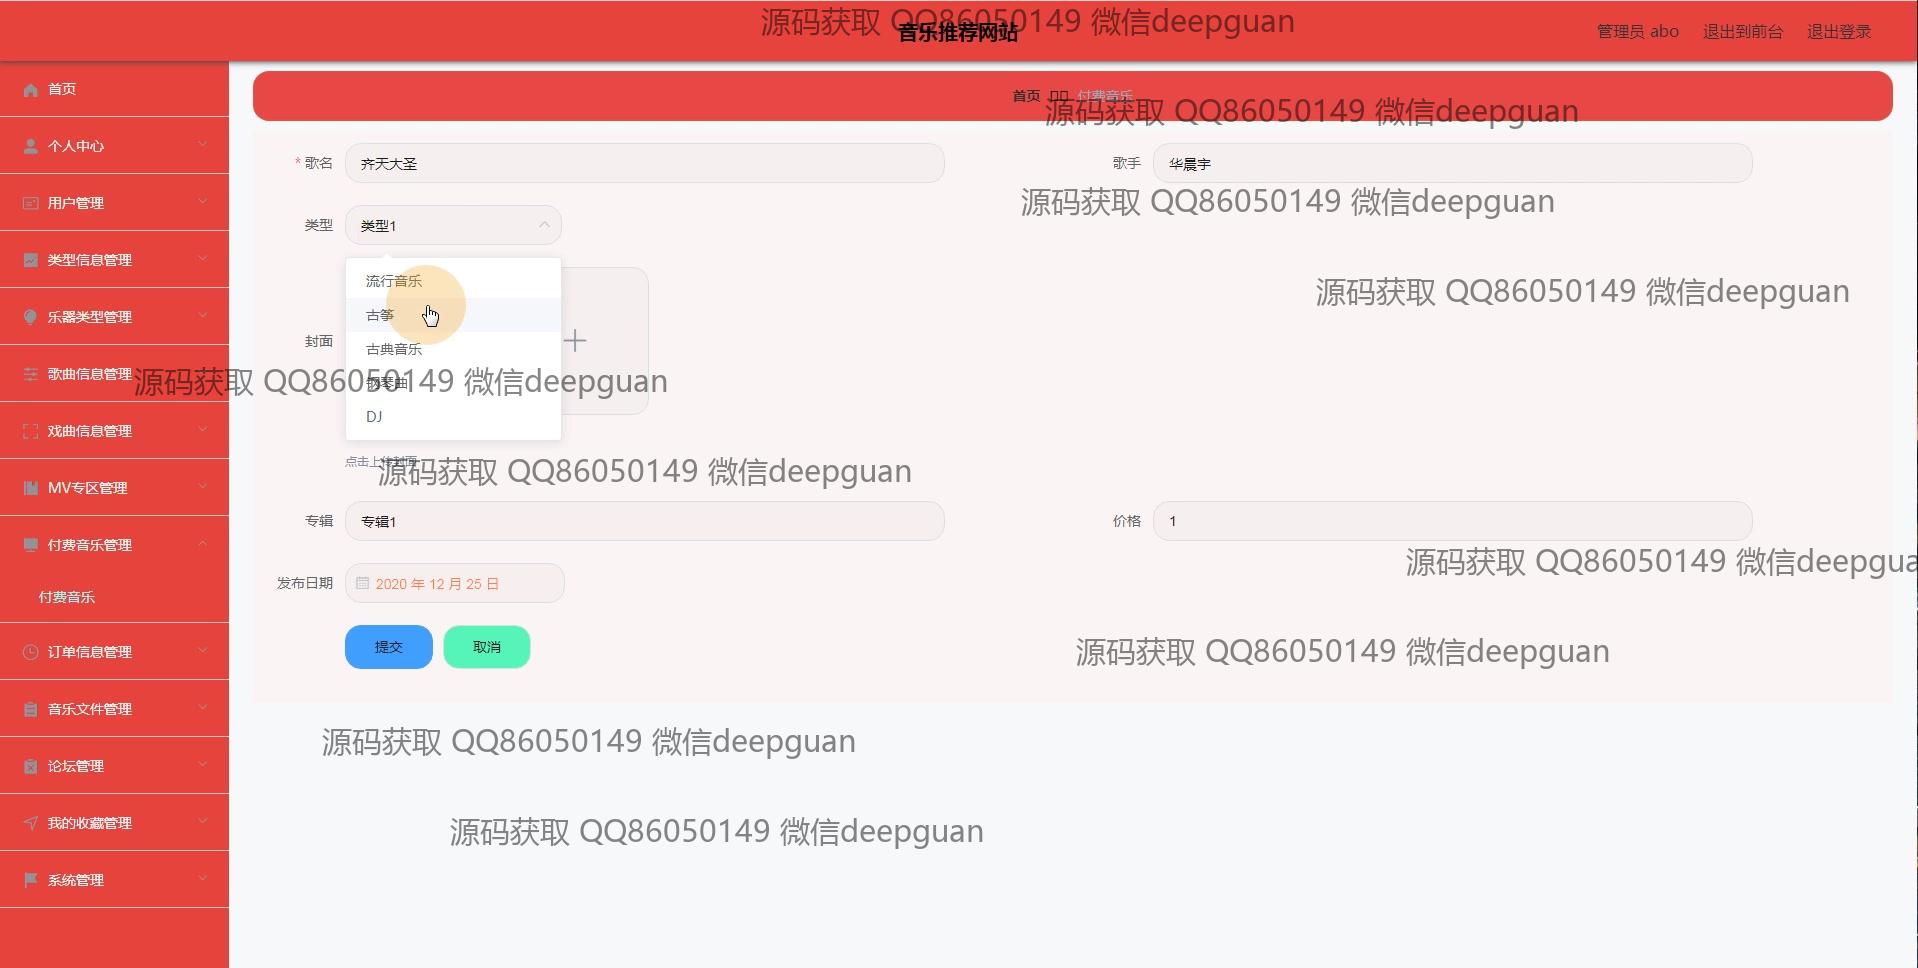 源码获取 QQ86050149 微信deepguan
音乐推荐网站
管理员 abo 退出到前台 退出登录
首页
个人中心
用户管理
类型信息管理
乐器类型管理
歌曲信息管理
戏曲信息管理
MV专区管理
付费音乐管理
付费音乐
订单信息管理
音乐文件管理
论坛管理
我的收藏管理
系统管理
首页 付费音乐
源码获取 QQ86050149 微信deepguan
* 歌名 齐天大圣 歌手 华晨宇
源码获取 QQ86050149 微信deepguan
类型 类型1
流行音乐
源码获取 QQ86050149 微信deepguan
古筝
封面
古典音乐
钢琴曲
源码获取 QQ86050149 微信deepguan
DJ
点击上传封面
源码获取 QQ86050149 微信deepguan
专辑 专辑1 价格 1
源码获取 QQ86050149 微信deepgua
发布日期 2020 年 12 月 25 日
提交 取消
源码获取 QQ86050149 微信deepguan
源码获取 QQ86050149 微信deepguan
源码获取 QQ86050149 微信deepguan